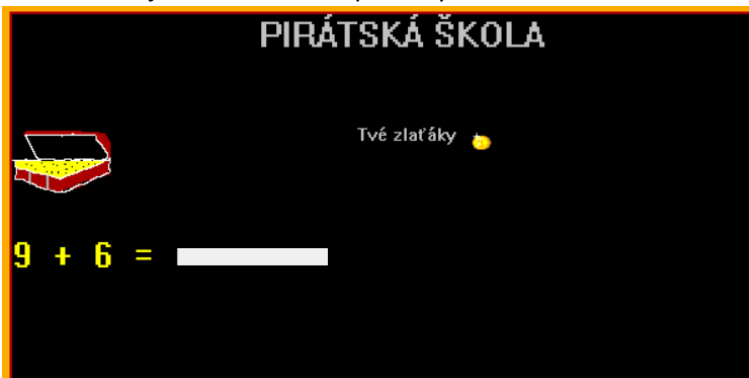 PIRÁTSKÁ ŠKOLA
Tvé zlaťáky
9 + 6 =